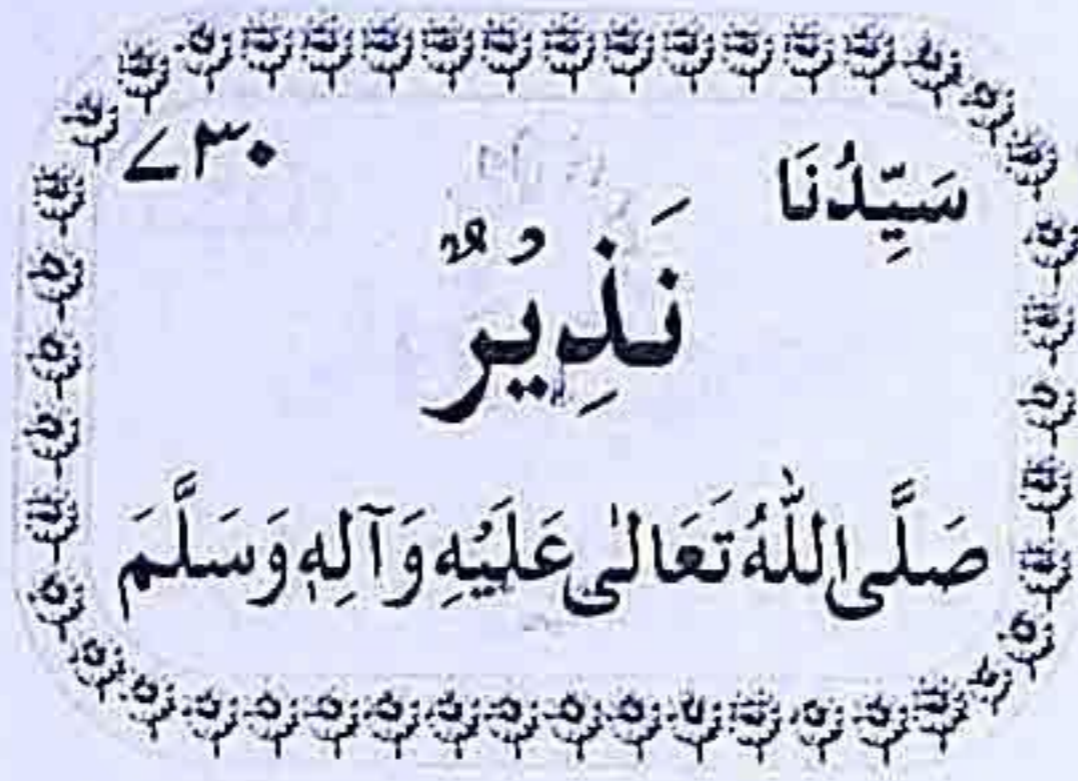 سَيِّدُنَا ۷۳۰
نَذِيْرٌ
صَلَّى اللّٰهُ تَعَالٰى عَلَيْهِ وَآلِهٖ وَسَلَّمَ